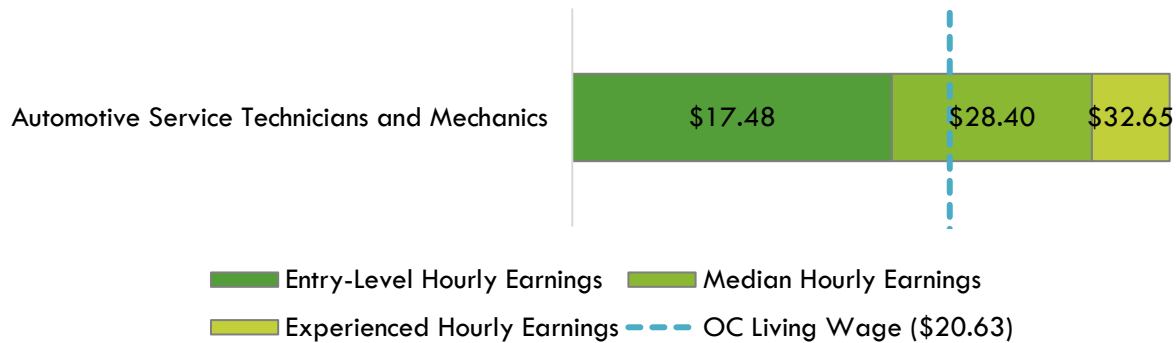 Automotive Service Technicians and Mechanics $17.48 $28.40 $32.65
Entry-Level Hourly Earnings Median Hourly Earnings
Experienced Hourly Earnings OC Living Wage ($20.63)